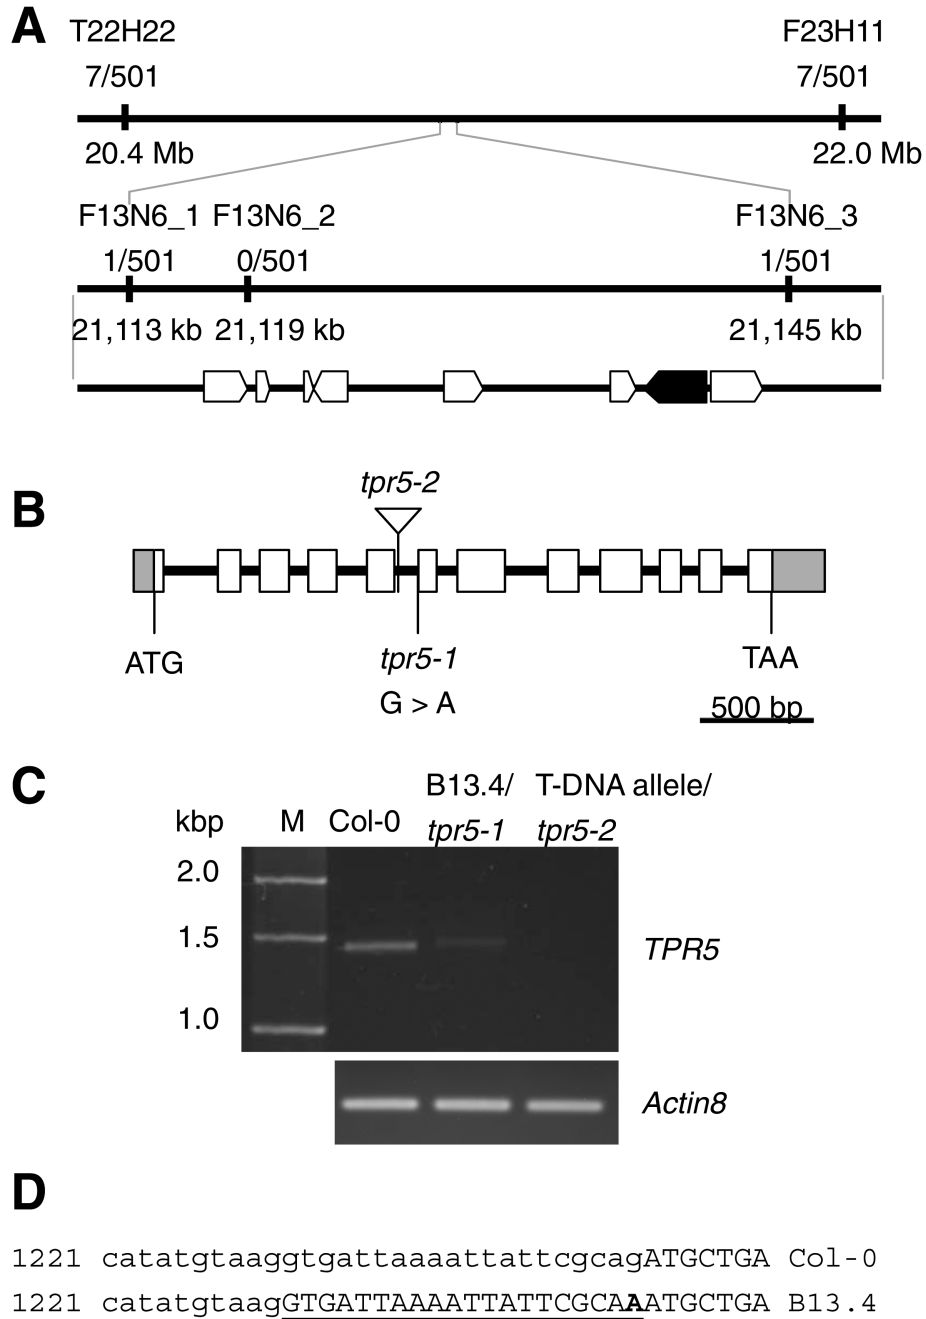 A
T22H22 F23H11
7/501 7/501
20.4 Mb 22.0 Mb
F13N6_1 F13N6_2 F13N6_3
1/501 0/501 1/501
21,113 kb 21,119 kb 21,145 kb
B
tpr5-2
ATG tpr5-1 TAA
G > A
500 bp
C
B13.4/ T-DNA allele/
kbp M Col-0 tpr5-1 tpr5-2
2.0
1.5 TPR5
1.0
Actin8
D
1221 catatgtaaggtgattaaaattattcgcagATGCTGA Col-0
1221 catatgtaagGTGATTAAAATTATTCGCAAATGCTGA B13.4